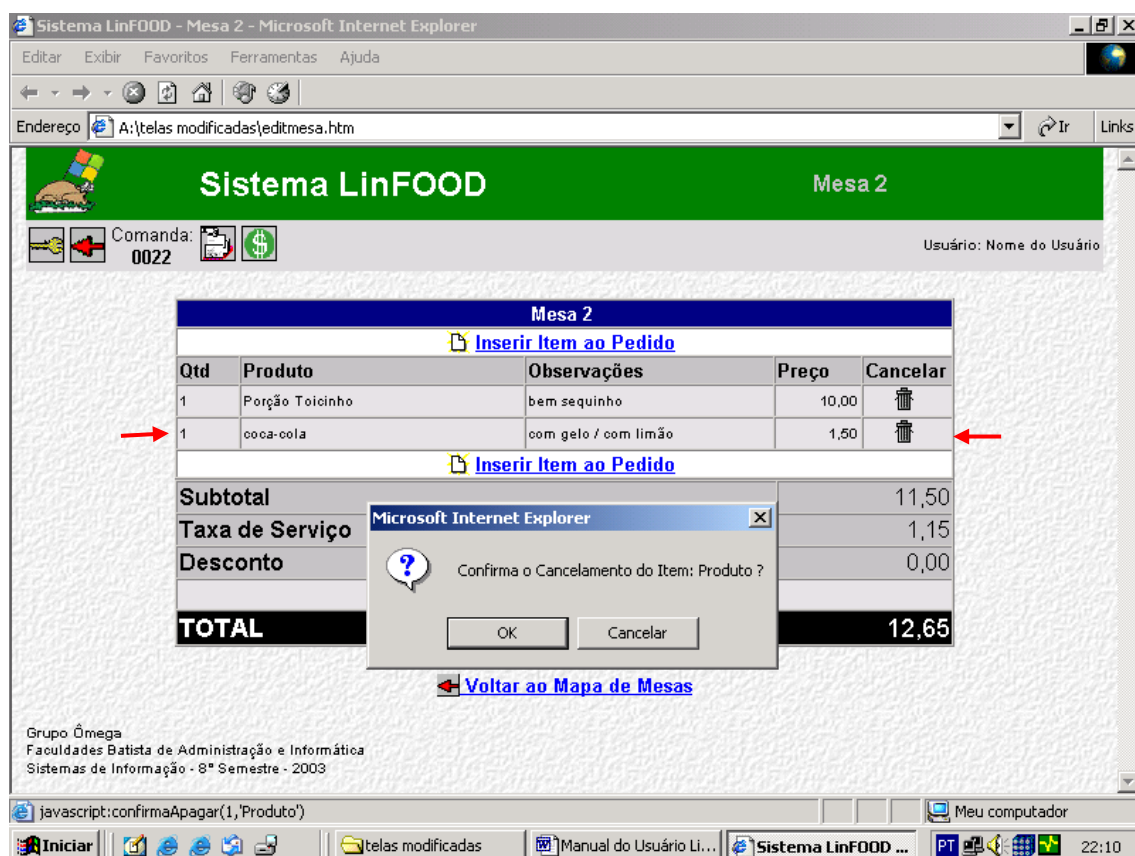 Sistema LinFOOD - Mesa 2 - Microsoft Internet Explorer
Editar Exibir Favoritos Ferramentas Ajuda
Endereço A:\telas modificadas\editmesa.htm Ir Links
Sistema LinFOOD Mesa 2
Comanda:
0022
Usuário: Nome do Usuário
Mesa 2
Inserir Item ao Pedido
Qtd Produto Observações Preço Cancelar
1 Porção Toicinho bem sequinho 10,00
1 coca-cola com gelo / com limão 1,50
Inserir Item ao Pedido
Subtotal 11,50
Taxa de Serviço 1,15
Desconto 0,00
TOTAL 12,65
Microsoft Internet Explorer
Confirma o Cancelamento do Item: Produto ?
OK Cancelar
Voltar ao Mapa de Mesas
Grupo Ômega
Faculdades Batista de Administração e Informática
Sistemas de Informação - 8º Semestre - 2003
javascript:confirmaApagar(1,'Produto') Meu computador
Iniciar telas modificadas Manual do Usuário Li... Sistema LinFOOD ... PT 22:10